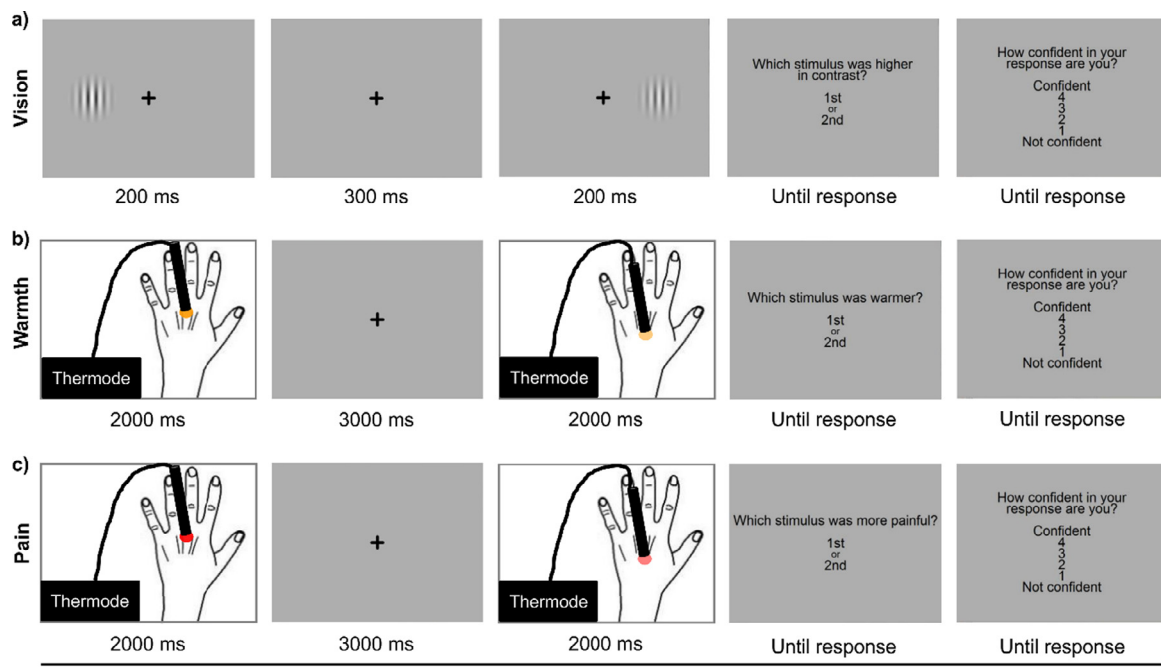 a)
Vision
Which stimulus was higher
in contrast?
1st
or
2nd
How confident in your
response are you?
Confident
4
3
2
1
Not confident
200 ms
300 ms
200 ms
Until response
Until response
b)
Warmth
Thermode
Thermode
Which stimulus was warmer?
1st
or
2nd
How confident in your
response are you?
Confident
4
3
2
1
Not confident
2000 ms
3000 ms
2000 ms
Until response
Until response
c)
Pain
Thermode
Thermode
Which stimulus was more painful?
1st
or
2nd
How confident in your
response are you?
Confident
4
3
2
1
Not confident
2000 ms
3000 ms
2000 ms
Until response
Until response